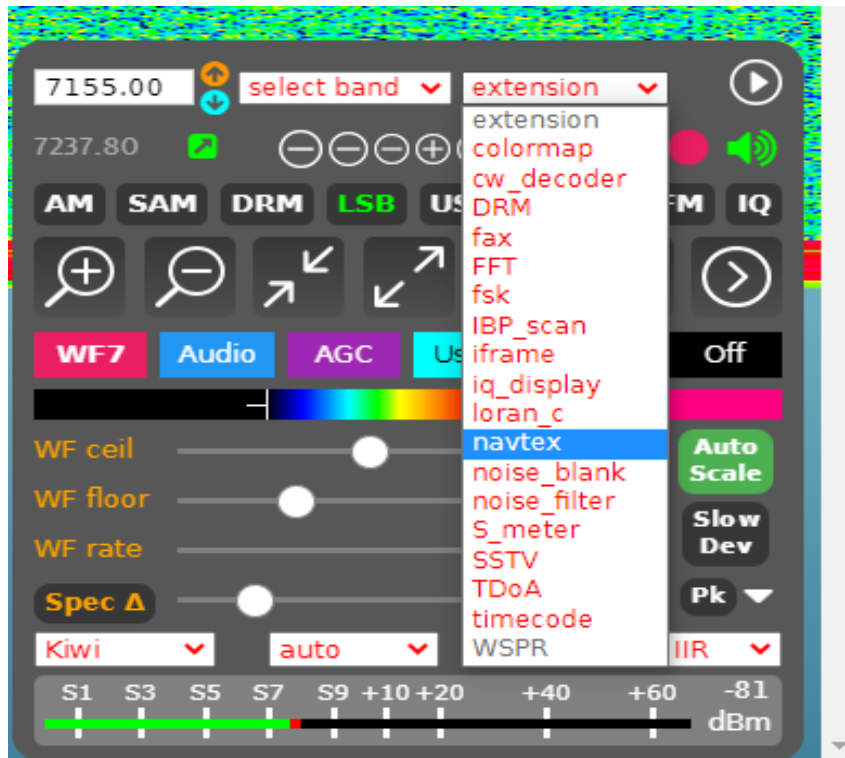 7155.00 select band extension
extension
7237.80
colormap
cw_decoder
AM SAM DRM LSB IQ
DRM
fax
FFT
fsk
IBP_scan
WF7 Audio AGC Off
iframe
iq_display
loran_c
WF ceil navtex Auto Scale
noise_blank
WF floor noise_filter
S_meter Slow Dev
WF rate
SSTV
Spec Δ TDoA Pk
timecode
Kiwi auto WSPR IIR
S1 S3 S5 S7 S9 +10 +20 +40 +60 -81
dBm